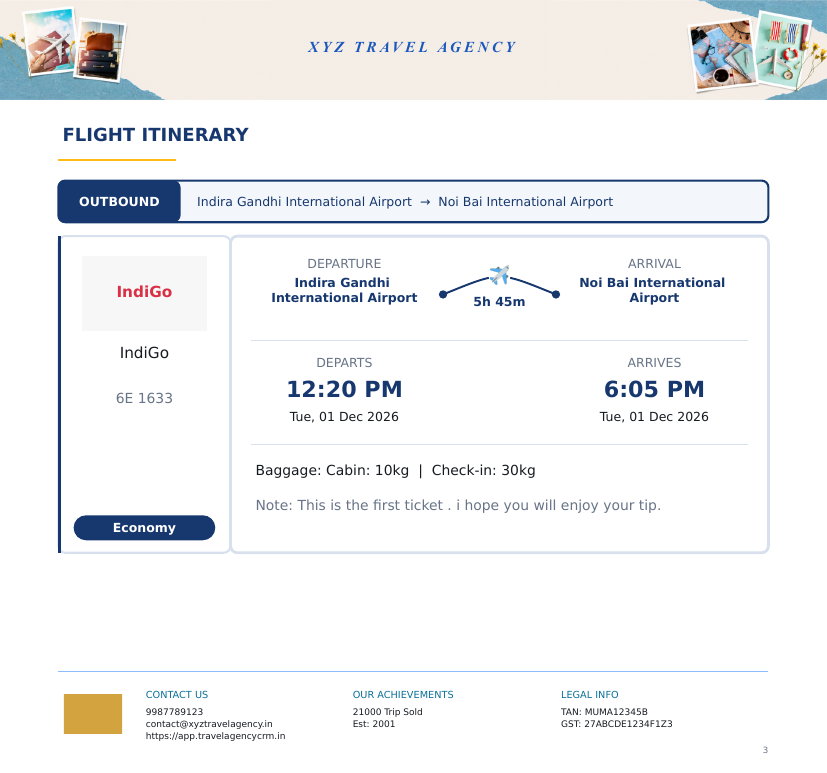 XYZ TRAVEL AGENCY
FLIGHT ITINERARY
OUTBOUND
Indira Gandhi International Airport → Noi Bai International Airport
IndiGo
IndiGo
6E 1633
Economy
DEPARTURE
Indira Gandhi
International Airport
5h 45m
ARRIVAL
Noi Bai International
Airport
DEPARTS
12:20 PM
Tue, 01 Dec 2026
ARRIVES
6:05 PM
Tue, 01 Dec 2026
Baggage: Cabin: 10kg | Check-in: 30kg
Note: This is the first ticket . i hope you will enjoy your tip.
CONTACT US
9987789123
contact@xyztravelagency.in
https://app.travelagencycrm.in
OUR ACHIEVEMENTS
21000 Trip Sold
Est: 2001
LEGAL INFO
TAN: MUMA12345B
GST: 27ABCDE1234F1Z3
3